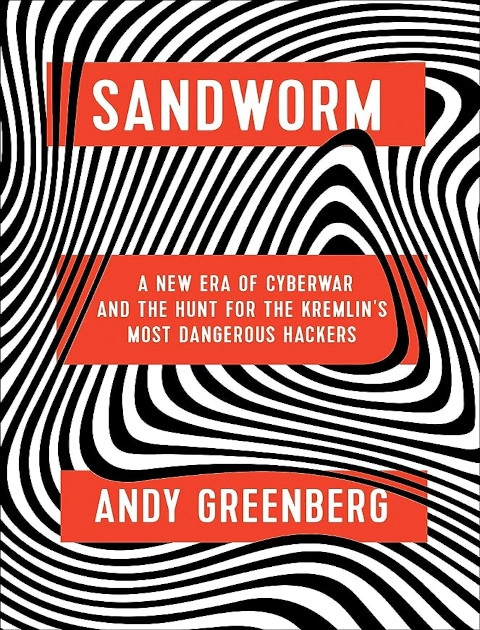 SANDWORM
A NEW ERA OF CYBERWAR
AND THE HUNT FOR THE KREMLIN'S
MOST DANGEROUS HACKERS
ANDY GREENBERG